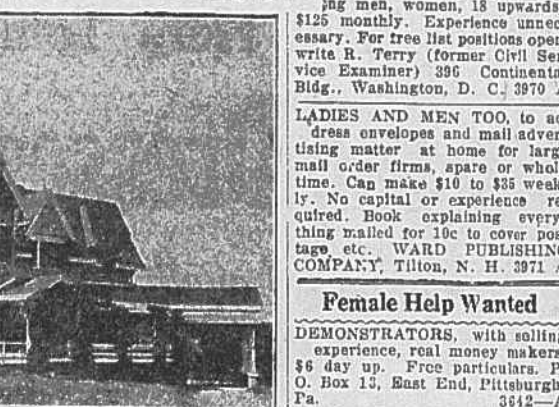 ing men, women, 18 upwards
$125 monthly. Experience unnec
essary. For free list positions open
write R. Terry (former Civil Ser
vice Examiner) 396 Continenta
Bldg., Washington, D. C. 3970
LADIES AND MEN TOO, to ad
dress envelopes and mail adver
tising matter at home for larg
mail order firms, spare or whol
time. Can make $10 to $35 week
ly. No capital or experience re
quired. Book explaining every
thing mailed for 10c to cover pos
tage etc. WARD PUBLISHING
COMPANY, Tilton, N. H. 3971
Female Help Wanted
DEMONSTRATORS, with selling
experience, real money makers
$6 day up. Free particulars. P
O. Box 13, East End, Pittsburgh
Pa. 3642—A